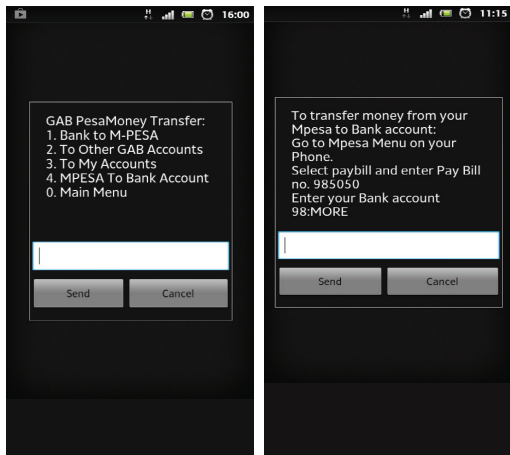 16:00
GAB PesaMoney Transfer:
1. Bank to M-PESA
2. To Other GAB Accounts
3. To My Accounts
4. MPESA To Bank Account
0. Main Menu
Send Cancel
H 11:15
To transfer money from your
Mpesa to Bank account:
Go to Mpesa Menu on your
Phone.
Select paybill and enter Pay Bill
no. 985050
Enter your Bank account
98:MORE
Send Cancel